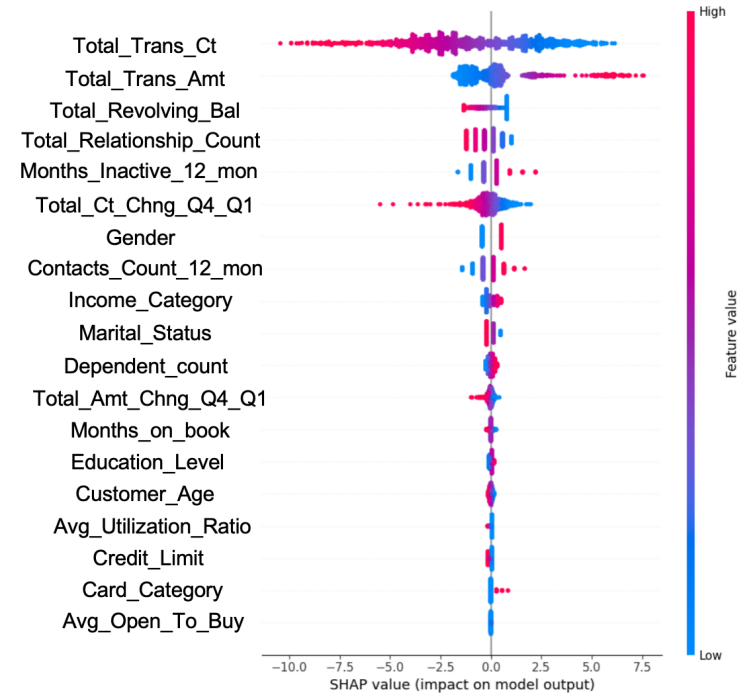 High
Total_Trans_Ct
Total_Trans_Amt
Total_Revolving_Bal
Total_Relationship_Count
Months_Inactive_12_mon
Total_Ct_Chng_Q4_Q1
Gender
Contacts_Count_12_mon
Income_Category
Marital_Status
Dependent_count
Total_Amt_Chng_Q4_Q1
Months_on_book
Education_Level
Customer_Age
Avg_Utilization_Ratio
Credit_Limit
Card_Category
Avg_Open_To_Buy
Feature value
Low
−10.0 −7.5 −5.0 −2.5 0.0 2.5 5.0 7.5
SHAP value (impact on model output)